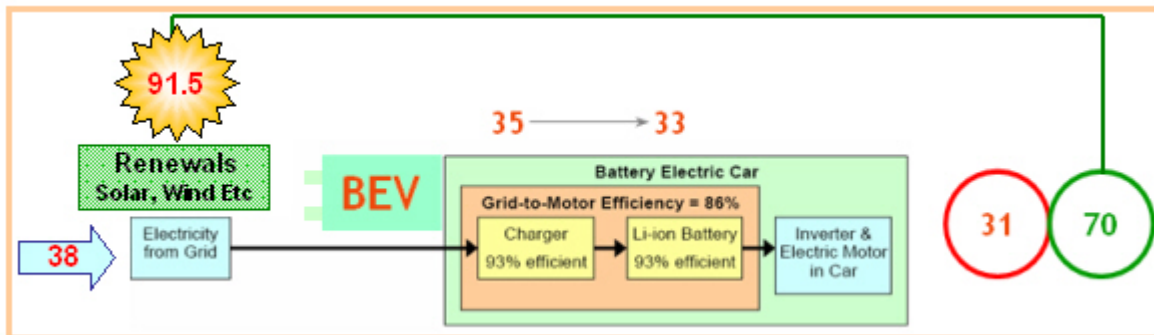 91.5
Renewals
Solar, Wind Etc
35
33
BEV
Battery Electric Car
Grid-to-Motor Efficiency = 86%
38
Electricity
from Grid
Charger
93% efficient
Li-ion Battery
93% efficient
Inverter &
Electric Motor
in Car
31
70